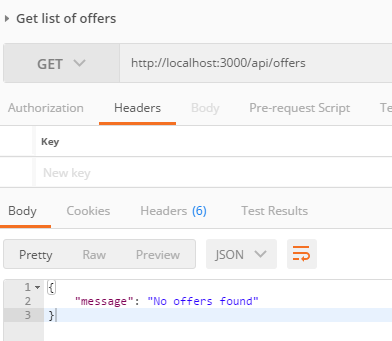 Get list of offers
GET http://localhost:3000/api/offers
Authorization Headers Body Pre-request Script
Key
New key
Body Cookies Headers (6) Test Results
Pretty Raw Preview JSON
1 {
2 "message": "No offers found"
3 }